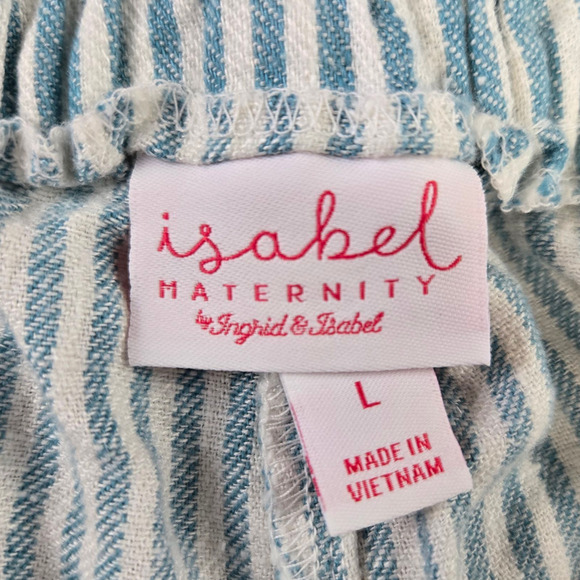 isabel
MATERNITY
by Ingrid & Isabel
L
MADE IN
VIETNAM